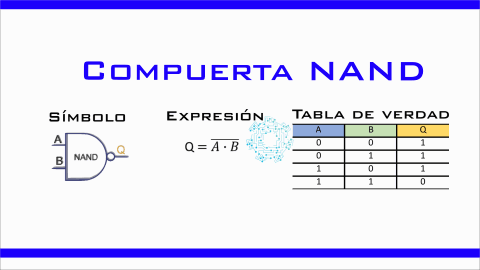 COMPUERTA NAND
SÍMBOLO
A
B
NAND
Q
EXPRESIÓN
Q = \overline{A · B}
TABLA DE VERDAD
A B Q
0 0 1
0 1 1
1 0 1
1 1 0